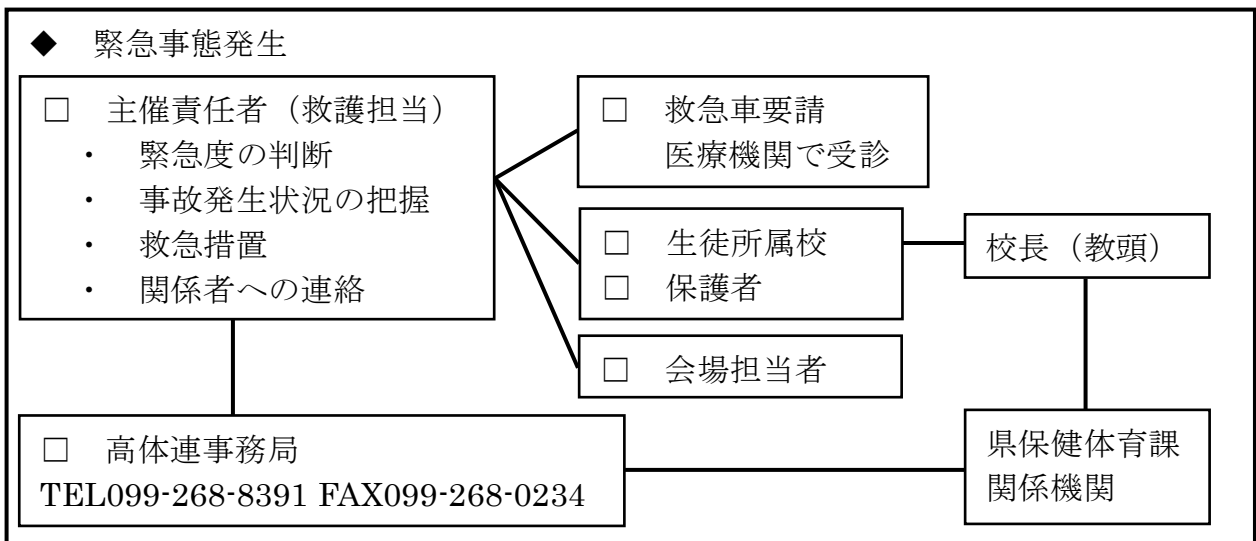 ◆ 緊急事態発生
□ 主催責任者（救護担当）
・ 緊急度の判断
・ 事故発生状況の把握
・ 救急措置
・ 関係者への連絡
□ 救急車要請
医療機関で受診
□ 生徒所属校
□ 保護者
校長（教頭）
□ 会場担当者
□ 高体連事務局
TEL099-268-8391 FAX099-268-0234
県保健体育課
関係機関